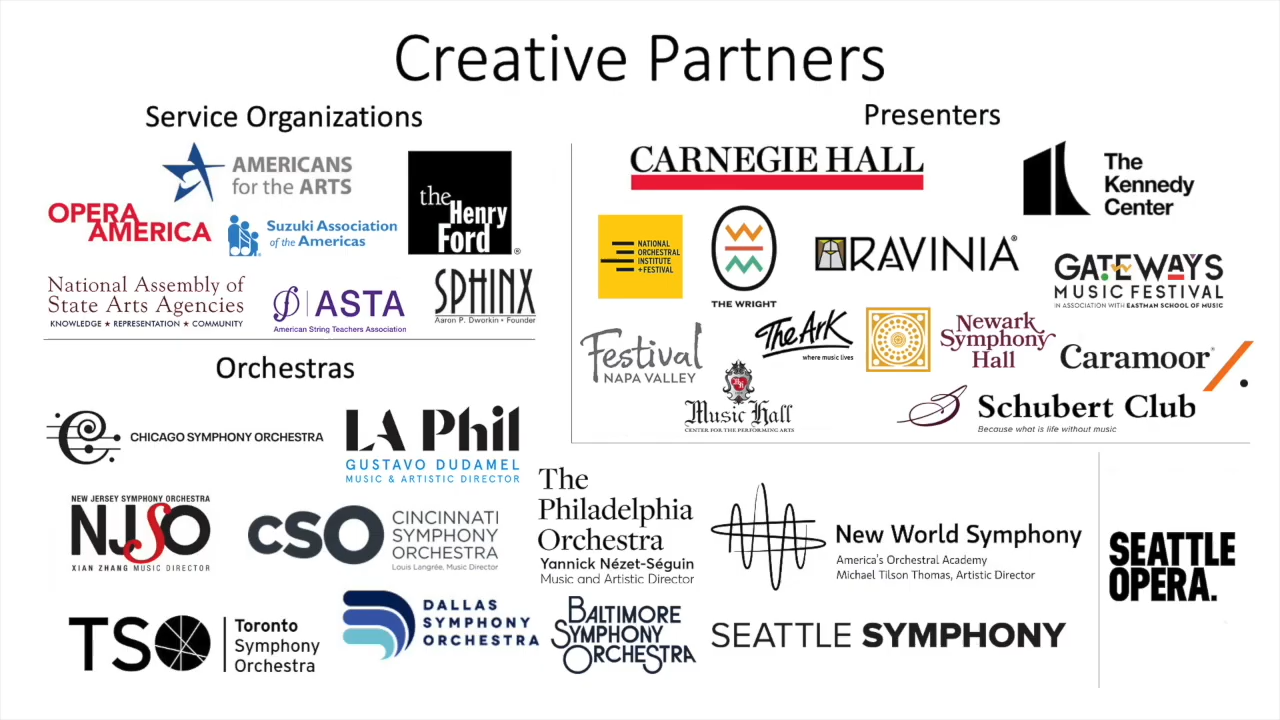 Creative Partners
Service Organizations
AMERICANS
for the ARTS
OPERA
AMERICA
Suzuki Association
of the Americas
the
Henry
Ford®
National Assembly of
State Arts Agencies
KNOWLEDGE ★ REPRESENTATION ★ COMMUNITY
ASTA
American String Teachers Association
SPHINX
Aaron P. Dworkin • Founder
Presenters
CARNEGIE HALL
The
Kennedy
Center
NATIONAL
ORCHESTRAL
INSTITUTE
+ FESTIVAL
THE WRIGHT
RAVINIA®
GATEWAYS
MUSIC FESTIVAL
IN ASSOCIATION WITH EASTMAN SCHOOL OF MUSIC
Festival
NAPA VALLEY
The Ark
where music lives
Newark
Symphony
Hall
Caramoor
Music Hall
CENTER FOR THE PERFORMING ARTS
Schubert Club
Because what is life without music
Orchestras
CHICAGO SYMPHONY ORCHESTRA
LA Phil
GUSTAVO DUDAMEL
MUSIC & ARTISTIC DIRECTOR
NEW JERSEY SYMPHONY ORCHESTRA
NJSO
XIAN ZHANG MUSIC DIRECTOR
CSO
CINCINNATI
SYMPHONY
ORCHESTRA
Louis Langrée, Music Director
The
Philadelphia
Orchestra
Yannick Nézet-Séguin
Music and Artistic Director
New World Symphony
America's Orchestral Academy
Michael Tilson Thomas, Artistic Director
TSO
Toronto
Symphony
Orchestra
DALLAS
SYMPHONY
ORCHESTRA
BALTIMORE
SYMPHONY
ORCHESTRA
SEATTLE SYMPHONY
SEATTLE
OPERA.